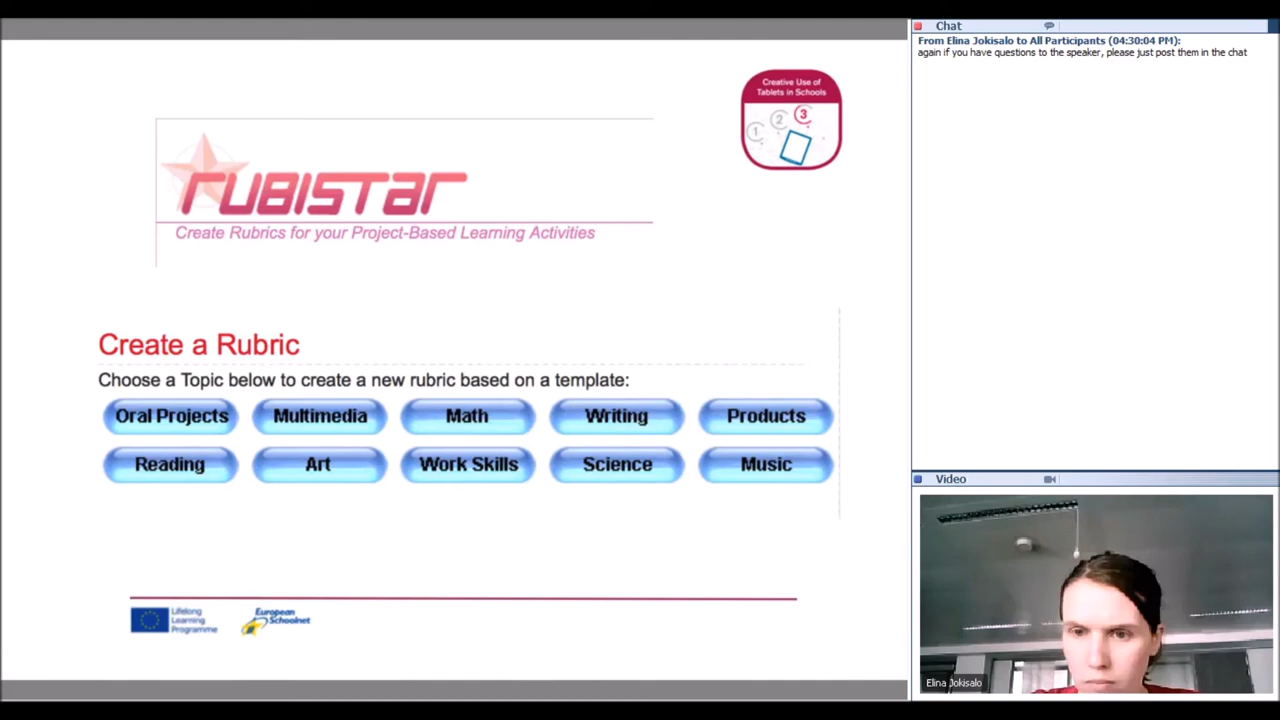 Creative Use of
Tablets in Schools
1 2 3
RUBISTAR
Create Rubrics for your Project-Based Learning Activities
Create a Rubric
Choose a Topic below to create a new rubric based on a template:
Oral Projects Multimedia Math Writing Products
Reading Art Work Skills Science Music
Lifelong
Learning
Programme
European
Schoolnet
Chat
From Elina Jokisalo to All Participants (04:30:04 PM):
again if you have questions to the speaker, please just post them in the chat
Video
Elina Jokisalo